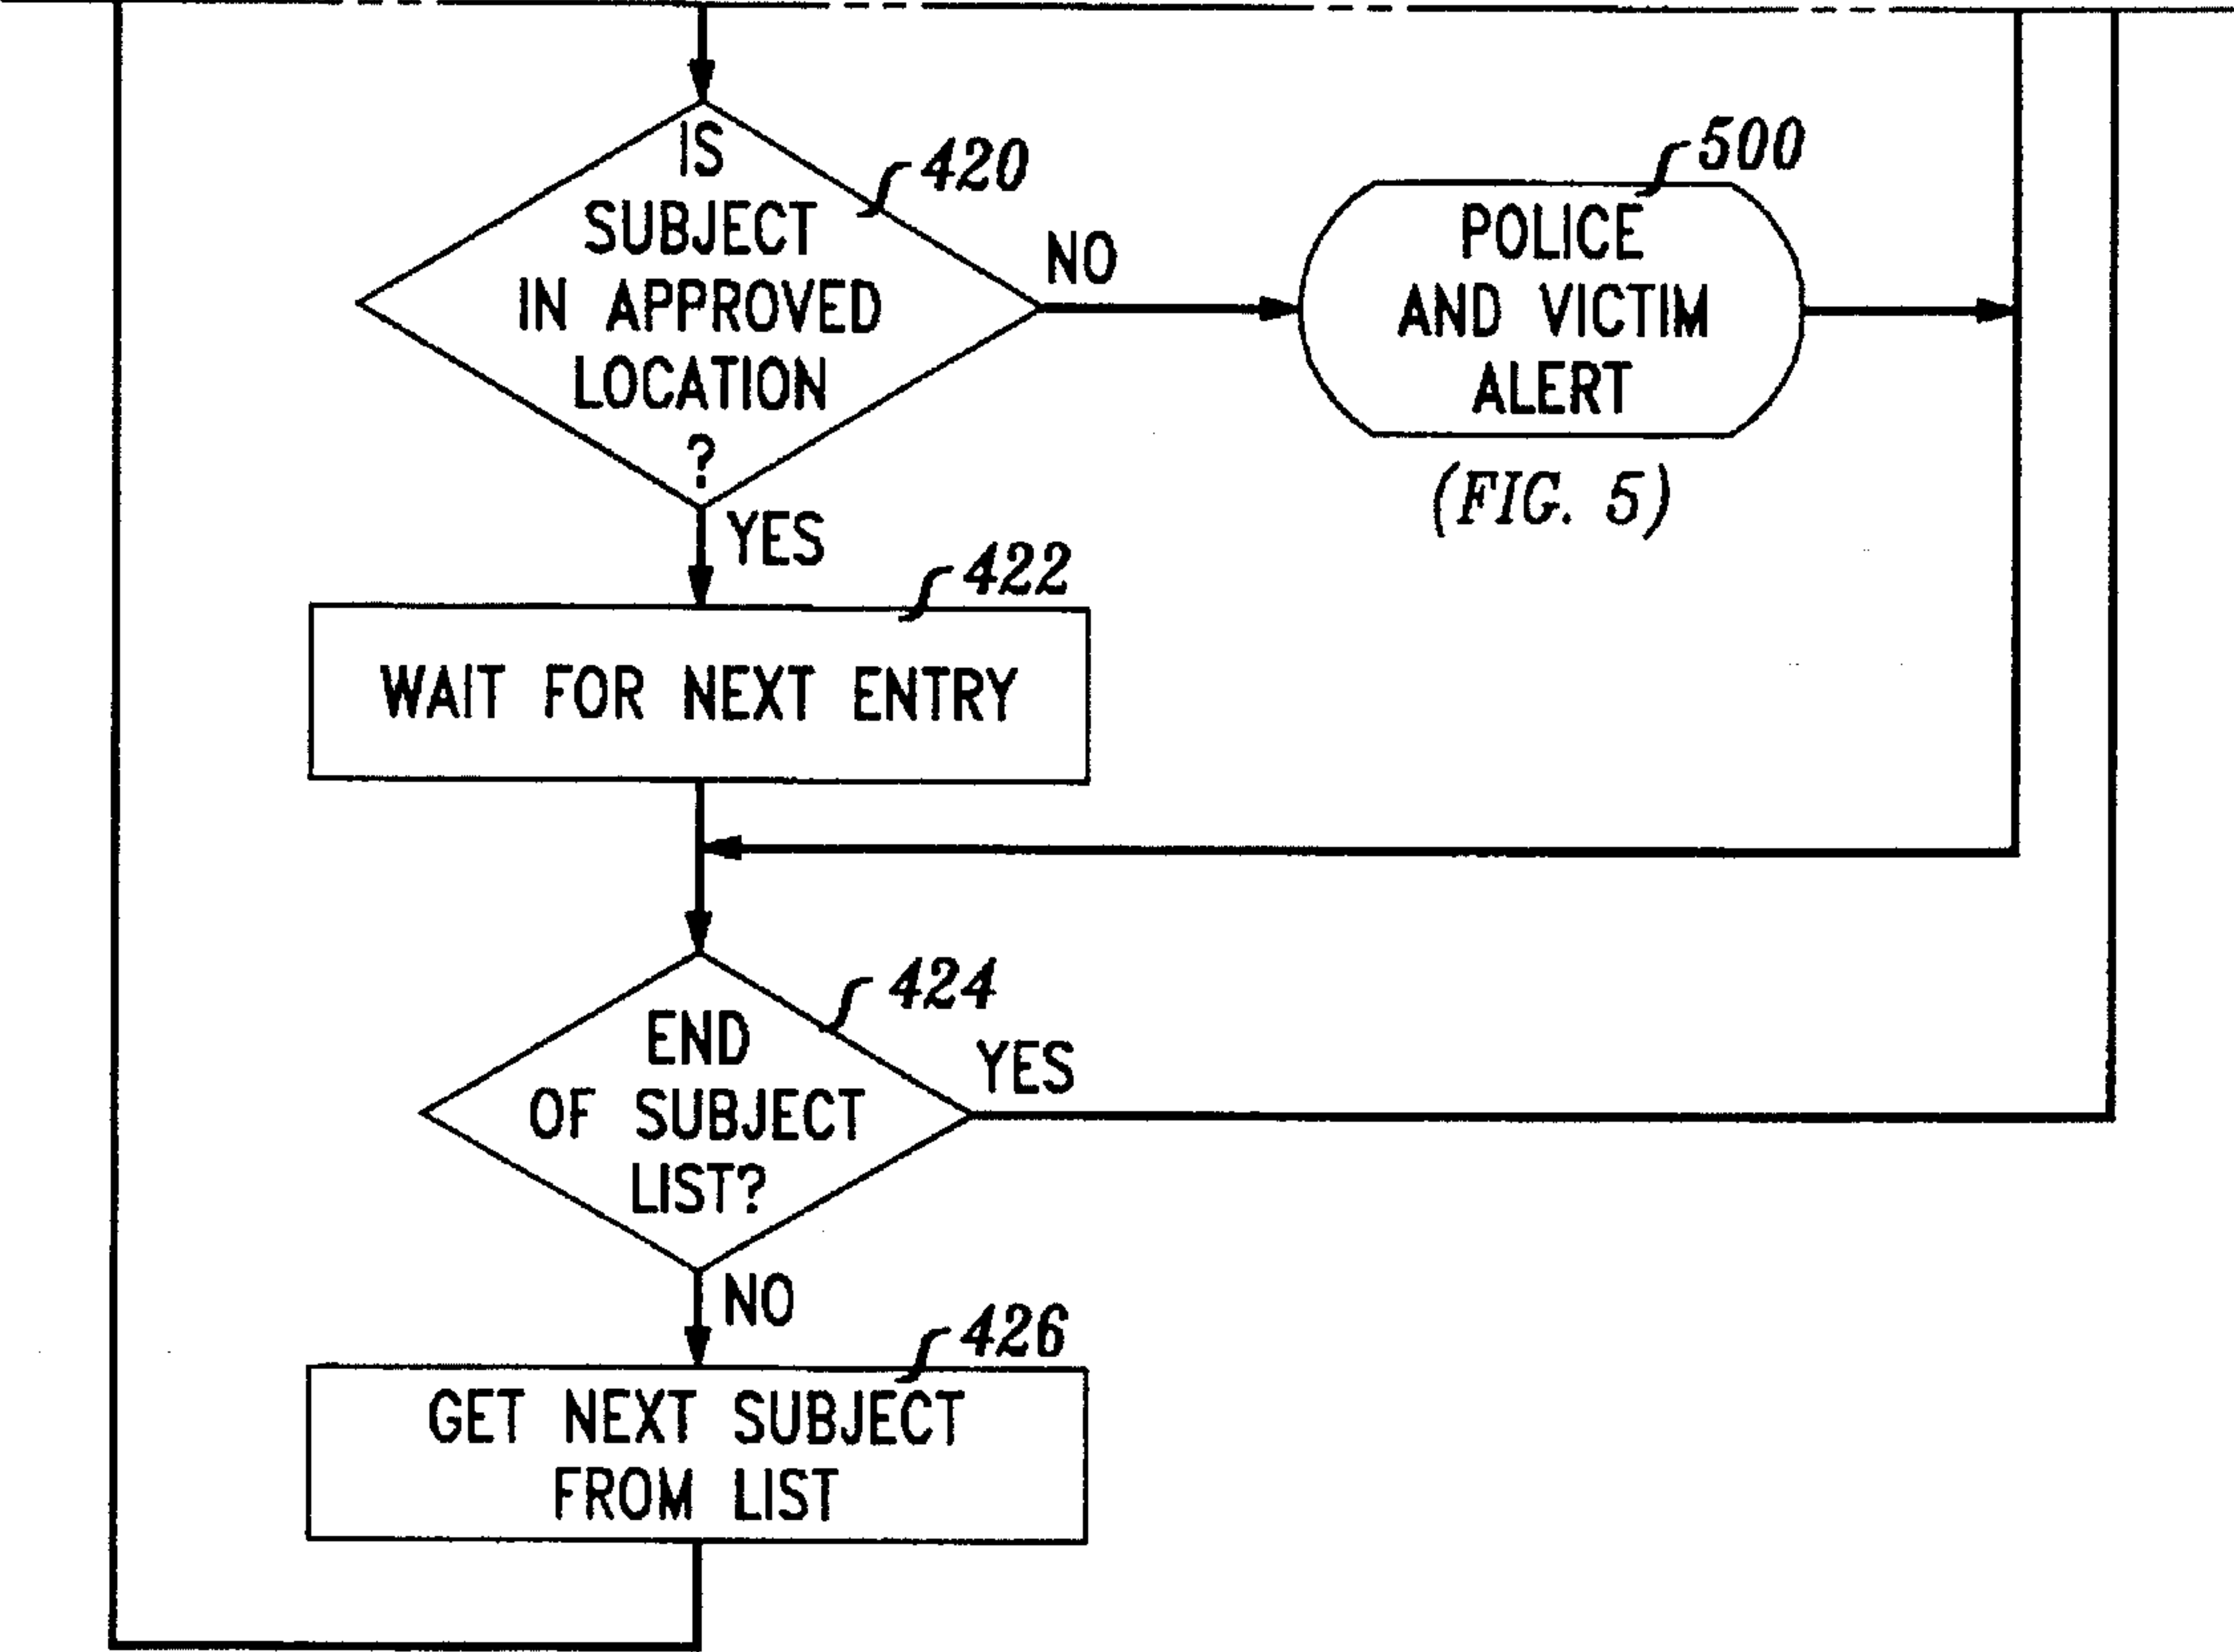 IS
SUBJECT
IN APPROVED
LOCATION
?
420
NO
500
POLICE
AND VICTIM
ALERT
(FIG. 5)
YES
422
WAIT FOR NEXT ENTRY
424
END
OF SUBJECT
LIST?
YES
NO
426
GET NEXT SUBJECT
FROM LIST